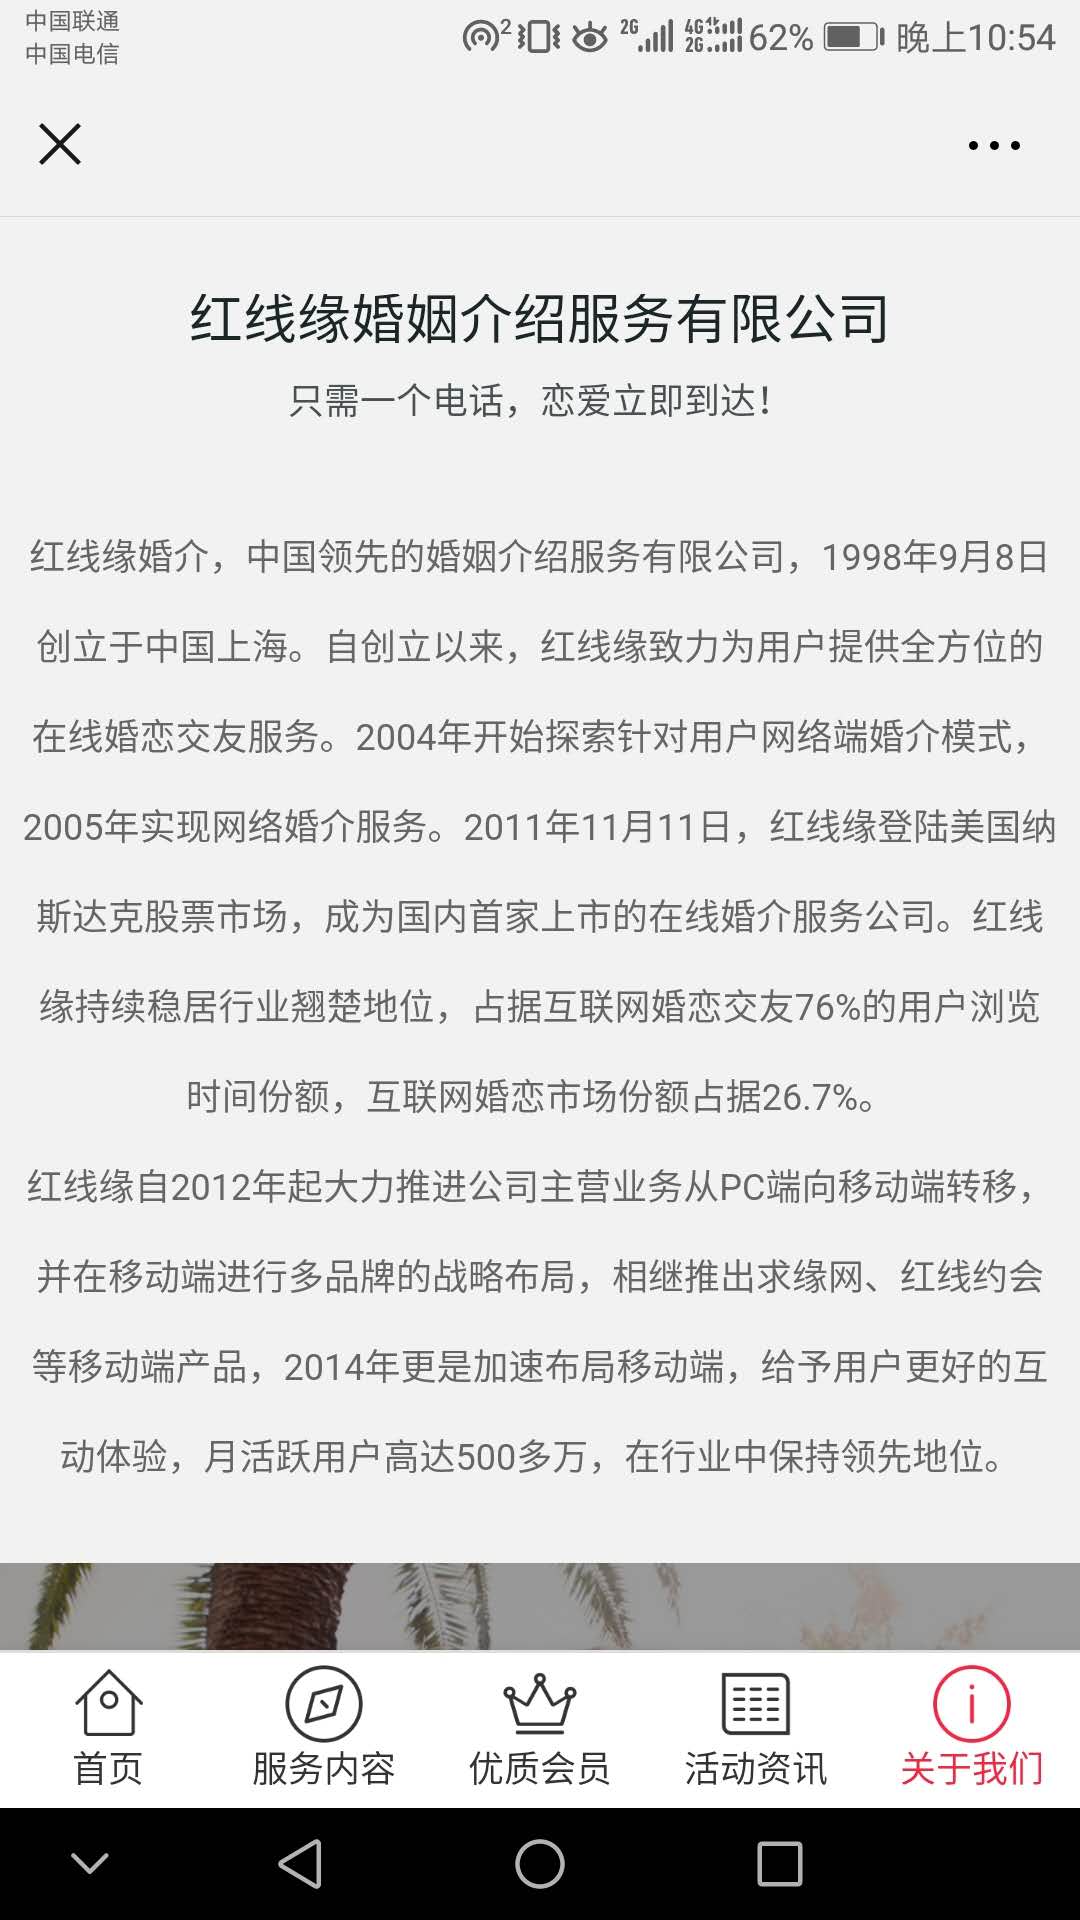 中国联通
中国电信
2
2G
4G
2G
62%
晚上10:54
红线缘婚姻介绍服务有限公司
只需一个电话，恋爱立即到达！
红线缘婚介，中国领先的婚姻介绍服务有限公司，1998年9月8日
创立于中国上海。自创立以来，红线缘致力为用户提供全方位的
在线婚恋交友服务。2004年开始探索针对用户网络端婚介模式，
2005年实现网络婚介服务。2011年11月11日，红线缘登陆美国纳
斯达克股票市场，成为国内首家上市的在线婚介服务公司。红线
缘持续稳居行业翘楚地位，占据互联网婚恋交友76%的用户浏览
时间份额，互联网婚恋市场份额占据26.7%。
红线缘自2012年起大力推进公司主营业务从PC端向移动端转移，
并在移动端进行多品牌的战略布局，相继推出求缘网、红线约会
等移动端产品，2014年更是加速布局移动端，给予用户更好的互
动体验，月活跃用户高达500多万，在行业中保持领先地位。
首页
服务内容
优质会员
活动资讯
关于我们